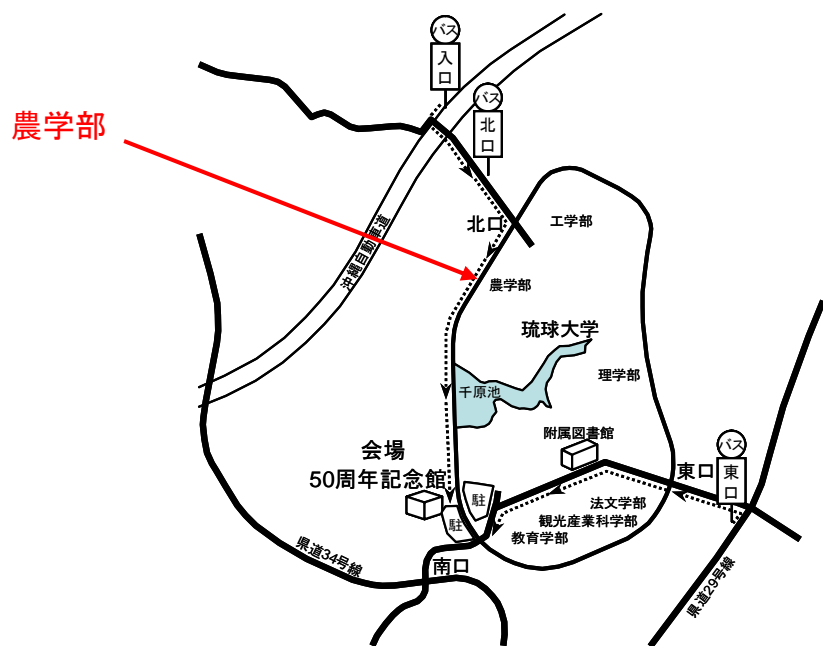 バス
入口
バス
北口
農学部
北口
工学部
沖縄自動車道
農学部
琉球大学
千原池
理学部
附属図書館
会場
50周年記念館
バス
東口
東口
駐
駐
法文学部
観光産業科学部
教育学部
県道34号線
南口
県道29号線